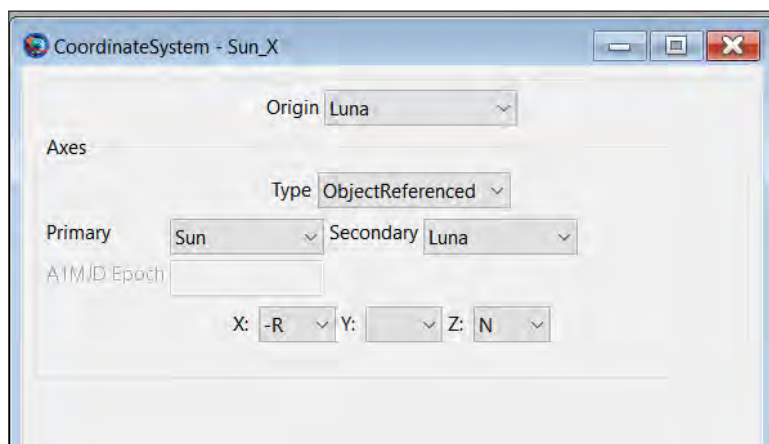 CoordinateSystem - Sun_X
Origin Luna
Axes
Type ObjectReferenced
Primary Sun Secondary Luna
A1MJD Epoch
X: -R Y: Z: N